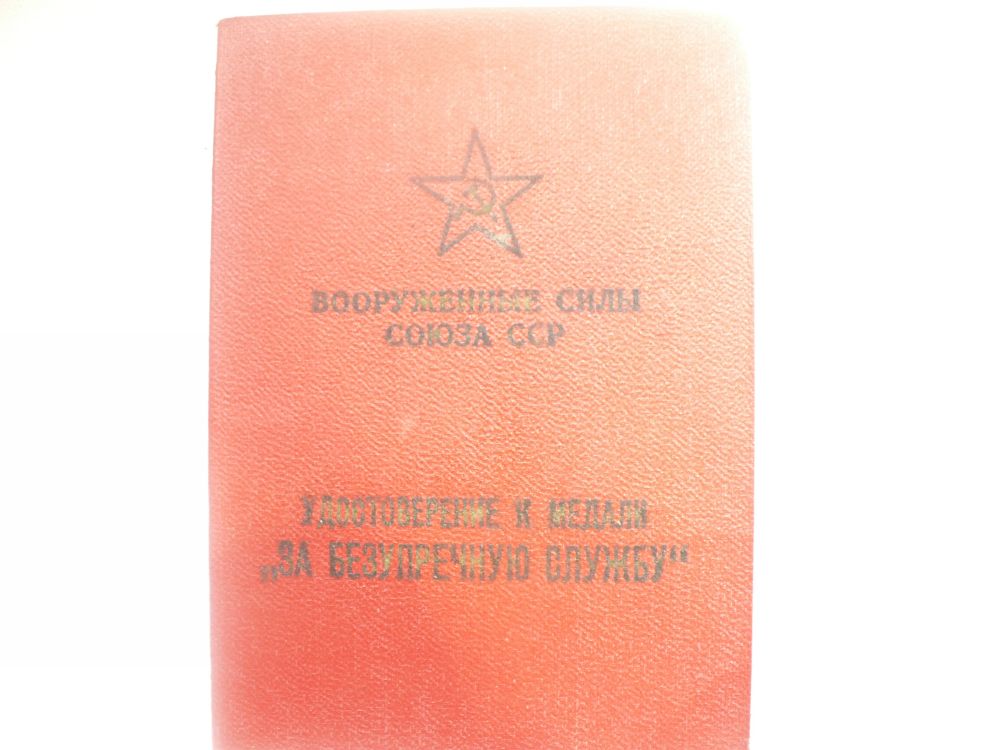 ВООРУЖЕННЫЕ СИЛЫ
СОЮЗА ССР
УДОСТОВЕРЕНИЕ К МЕДАЛИ
„ЗА БЕЗУПРЕЧНУЮ СЛУЖБУ“